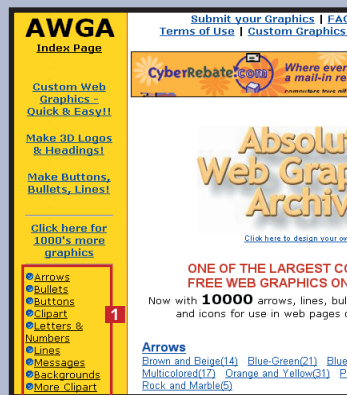 AWGA
Index Page
Custom Web
Graphics -
Quick & Easy!!
Make 3D Logos
& Headings!
Make Buttons,
Bullets, Lines!
Click here for
1000's more
graphics
Arrows
Bullets
Buttons
Clipart
Letters &
Numbers
Lines
Messages
Backgrounds
More Clipart
1
Submit your Graphics | FAQ
Terms of Use | Custom Graphics
CyberRebate.com
Where ever
a mail-in re
Absolu
Web Grap
Archiv
Click here to design your ow
ONE OF THE LARGEST CO
FREE WEB GRAPHICS ON
Now with 10000 arrows, lines, bul
and icons for use in web pages o
Arrows
Brown and Beige(14) Blue-Green(21) Blue
Multicolored(17) Orange and Yellow(31) P
Rock and Marble(5)